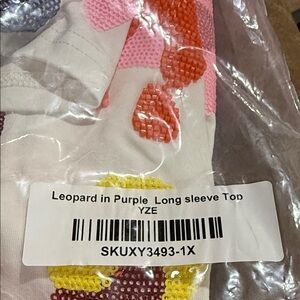 Leopard in Purple Long sleeve Top
YZE
SKUXY3493-1X